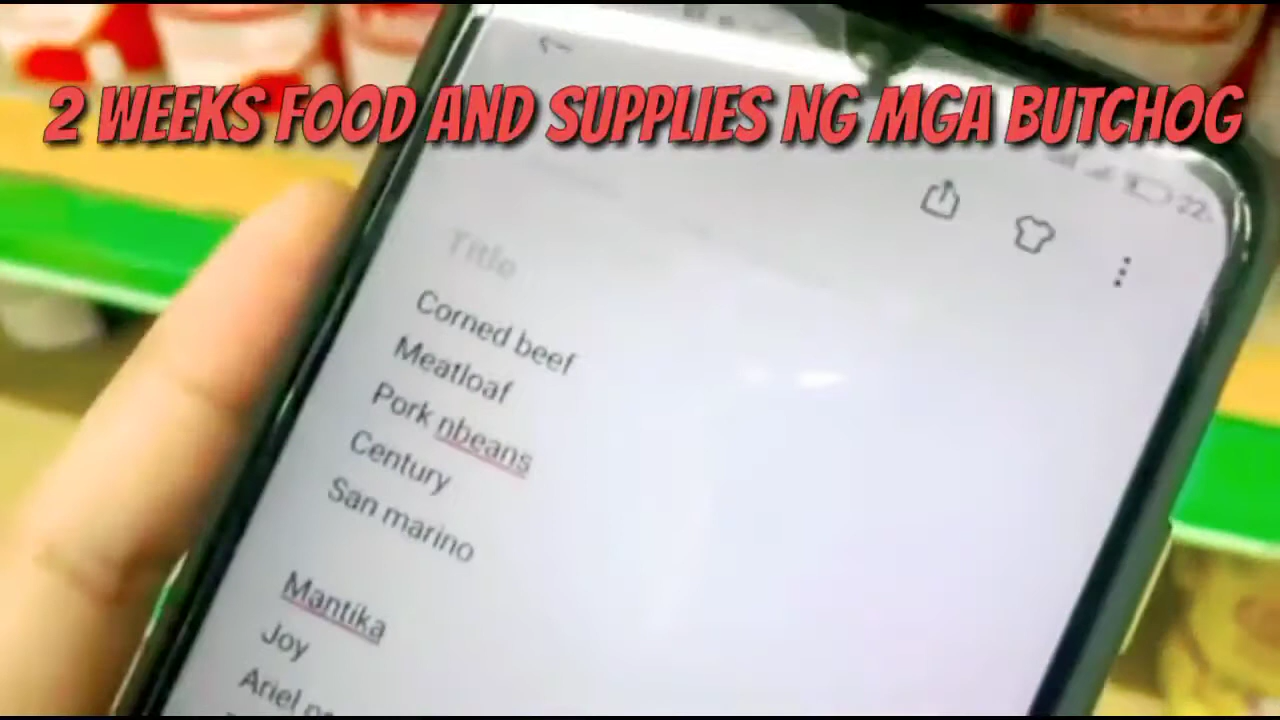 2 WEEKS FOOD AND SUPPLIES NG MGA BUTCHOG
Title
Corned beef
Meatloaf
Pork nbeans
Century
San marino
Mantika
Joy
Ariel